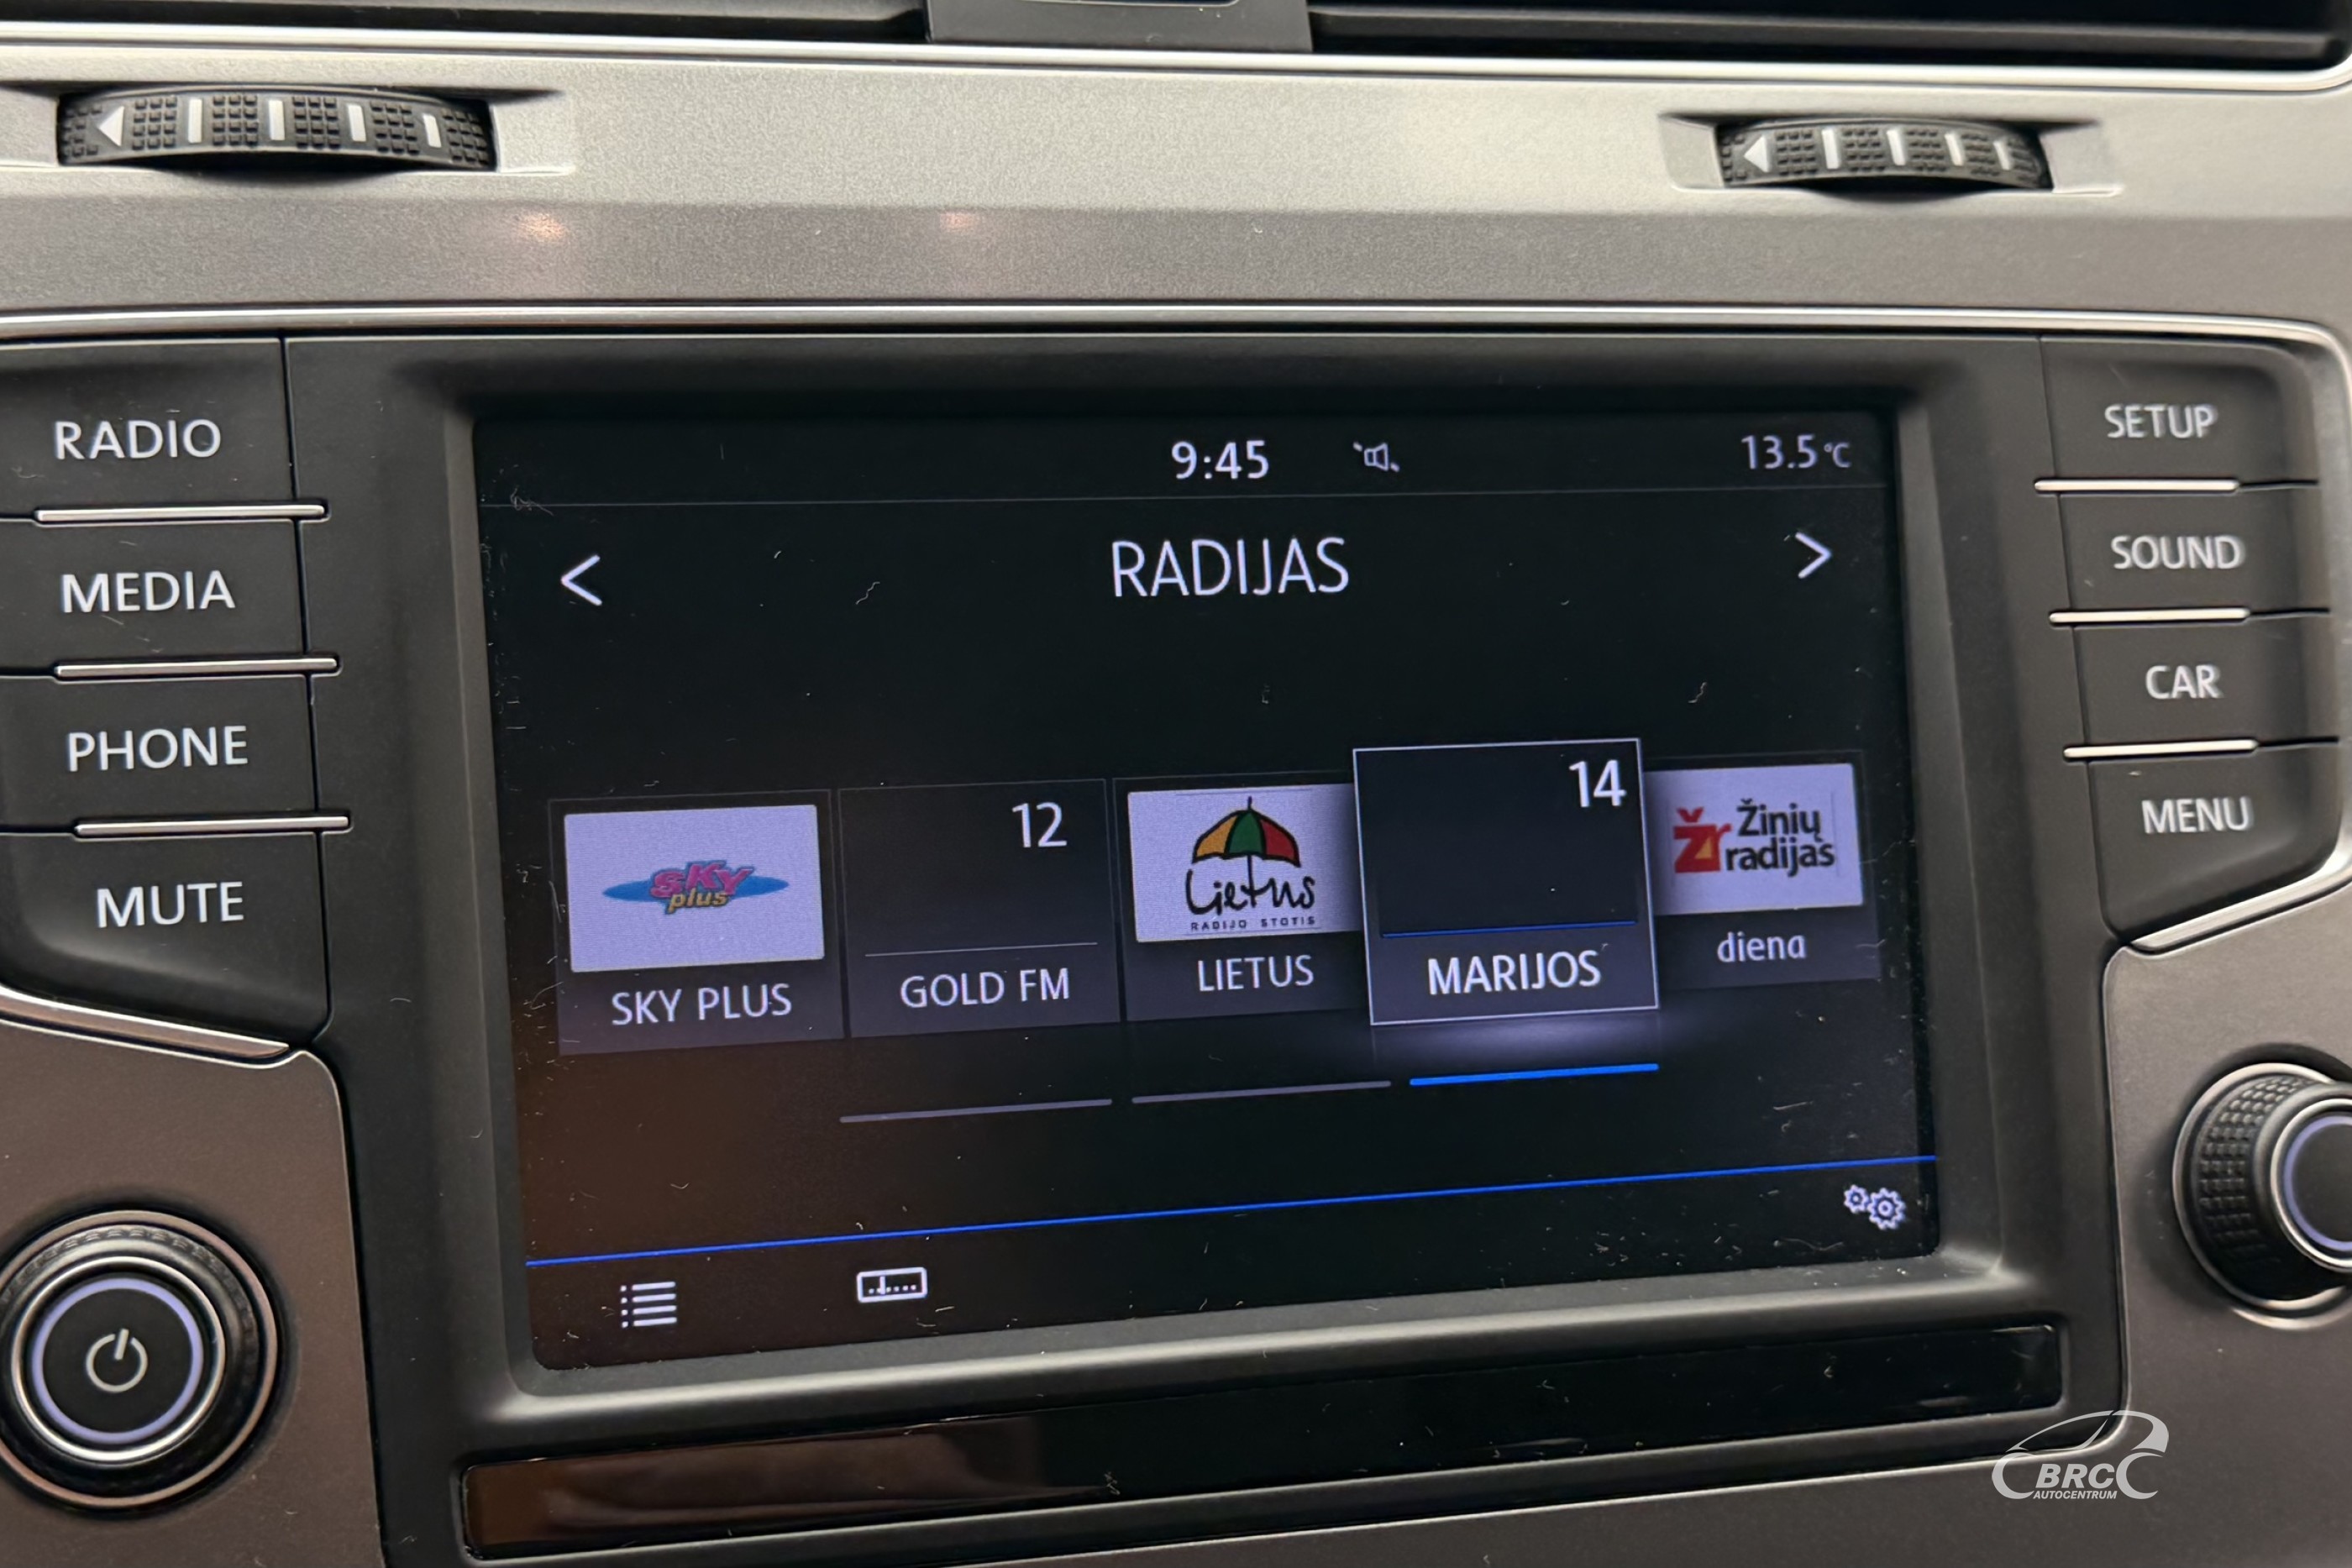 RADIO
MEDIA
PHONE
MUTE
9:45
13.5°C
RADIJAS
sky
plus
SKY PLUS
12
GOLD FM
Lietus
RADIJO STOTIS
LIETUS
14
MARIJOS
Žr Žinių
radijas
diena
SETUP
SOUND
CAR
MENU
BRC
AUTOCENTRUM